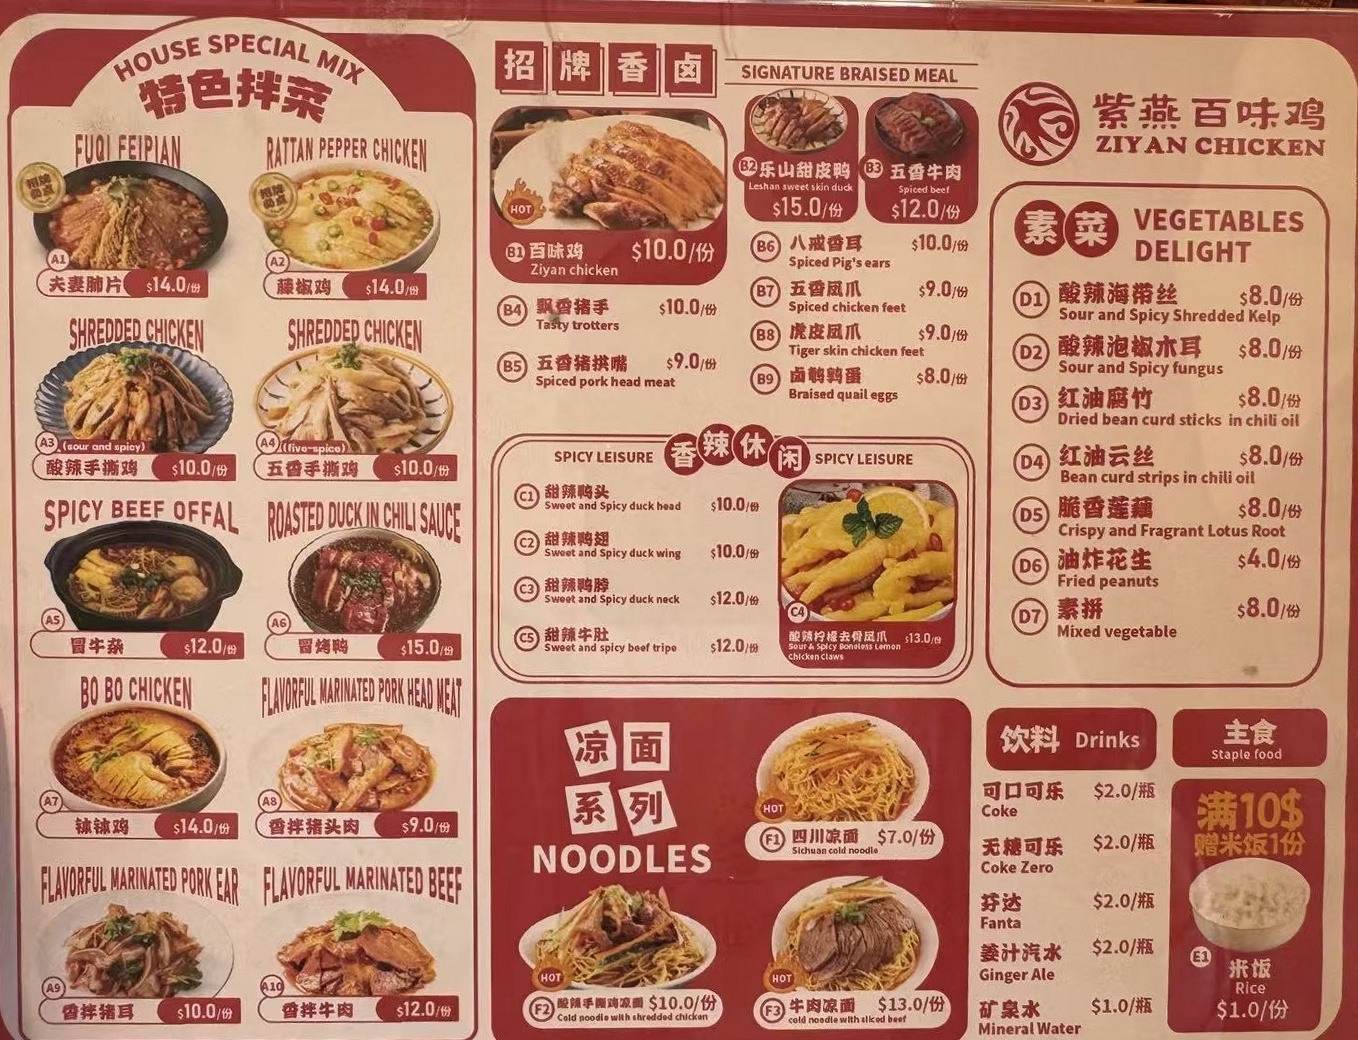 HOUSE SPECIAL MIX
特色拌菜
FUQI FEIPIAN
招牌
必点
A1
夫妻肺片 $14.0/份
RATTAN PEPPER CHICKEN
招牌
必点
A2
藤椒鸡 $14.0/份
SHREDDED CHICKEN
A3 (sour and spicy)
酸辣手撕鸡 $10.0/份
SHREDDED CHICKEN
A4 (five-spice)
五香手撕鸡 $10.0/份
SPICY BEEF OFFAL
A5
冒牛杂 $12.0/份
ROASTED DUCK IN CHILI SAUCE
A6
冒烤鸭 $15.0/份
BO BO CHICKEN
A7
钵钵鸡 $14.0/份
FLAVORFUL MARINATED PORK HEAD MEAT
A8
香拌猪头肉 $9.0/份
FLAVORFUL MARINATED PORK EAR
A9
香拌猪耳 $10.0/份
FLAVORFUL MARINATED BEEF
A10
香拌牛肉 $12.0/份
招牌香卤
SIGNATURE BRAISED MEAL
HOT
B1 百味鸡 $10.0/份
Ziyan chicken
B2 乐山甜皮鸭
Leshan sweet skin duck
$15.0/份
B3 五香牛肉
Spiced beef
$12.0/份
B4 飘香猪手 $10.0/份
Tasty trotters
B5 五香猪拱嘴 $9.0/份
Spiced pork head meat
B6 八戒香耳 $10.0/份
Spiced Pig's ears
B7 五香凤爪 $9.0/份
Spiced chicken feet
B8 虎皮凤爪 $9.0/份
Tiger skin chicken feet
B9 卤鹌鹑蛋 $8.0/份
Braised quail eggs
SPICY LEISURE 香辣休闲 SPICY LEISURE
C1 甜辣鸭头 $10.0/份
Sweet and Spicy duck head
C2 甜辣鸭翅 $10.0/份
Sweet and Spicy duck wing
C3 甜辣鸭脖 $12.0/份
Sweet and Spicy duck neck
C5 甜辣牛肚 $12.0/份
Sweet and spicy beef tripe
C4
酸辣柠檬去骨凤爪 $13.0/份
Sour & Spicy Boneless Lemon
Chicken Claws
凉面
系列
NOODLES
HOT
F1 四川凉面 $7.0/份
Sichuan cold noodle
HOT
F2 酸辣手撕鸡凉面 $10.0/份
Cold noodle with shredded chicken
HOT
F3 牛肉凉面 $13.0/份
cold noodle with sliced beef
紫燕百味鸡
ZIYAN CHICKEN
素菜 VEGETABLES
DELIGHT
D1 酸辣海带丝 $8.0/份
Sour and Spicy Shredded Kelp
D2 酸辣泡椒木耳 $8.0/份
Sour and Spicy fungus
D3 红油腐竹 $8.0/份
Dried bean curd sticks in chili oil
D4 红油云丝 $8.0/份
Bean curd strips in chili oil
D5 脆香莲藕 $8.0/份
Crispy and Fragrant Lotus Root
D6 油炸花生 $4.0/份
Fried peanuts
D7 素拼 $8.0/份
Mixed vegetable
饮料 Drinks
可口可乐 $2.0/瓶
Coke
无糖可乐 $2.0/瓶
Coke Zero
芬达 $2.0/瓶
Fanta
姜汁汽水 $2.0/瓶
Ginger Ale
矿泉水 $1.0/瓶
Mineral Water
主食
Staple food
满10$
赠米饭1份
E1
米饭
Rice
$1.0/份